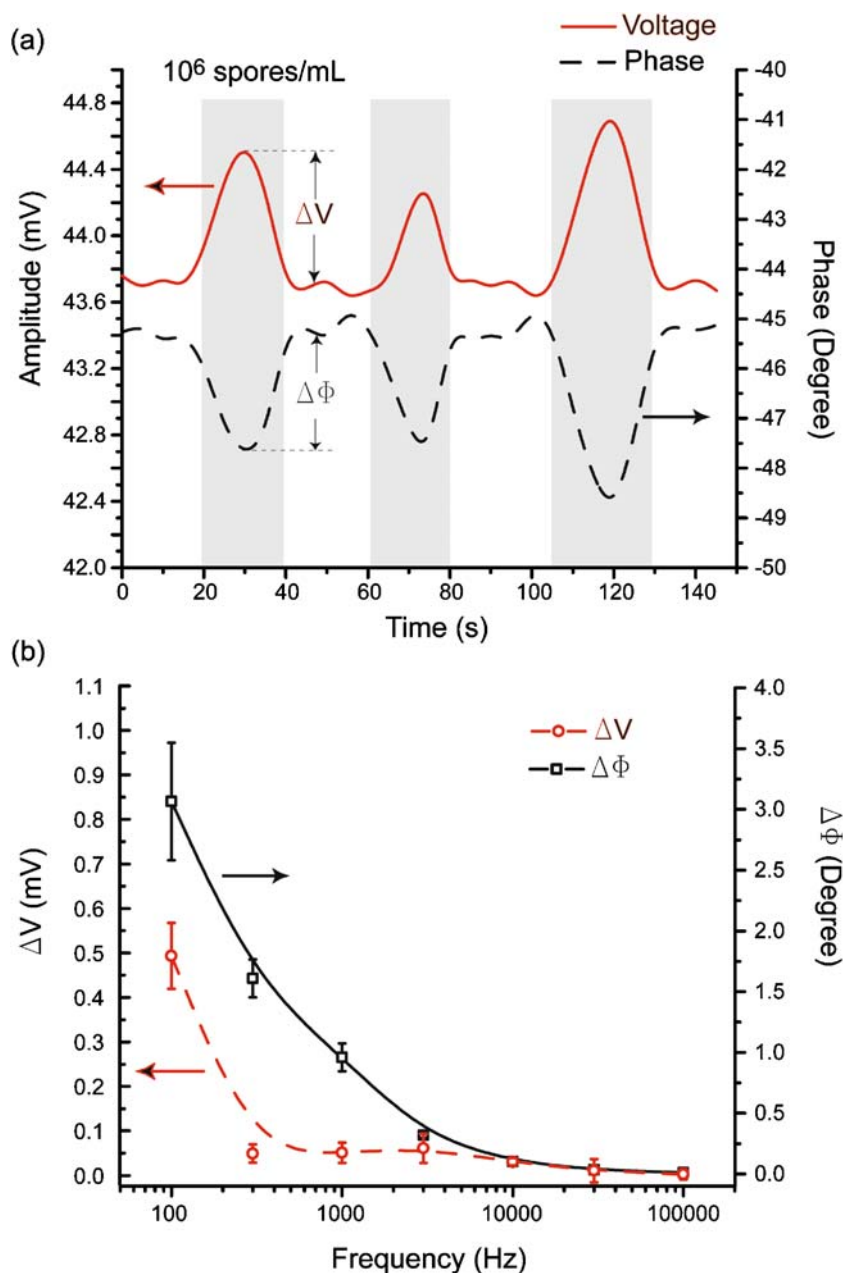 (a)
Voltage
Phase
10⁶ spores/mL
44.8
44.4
44.0
43.6
43.2
42.8
42.4
42.0
Amplitude (mV)
ΔV
ΔΦ
-40
-41
-42
-43
-44
-45
-46
-47
-48
-49
-50
Phase (Degree)
0 20 40 60 80 100 120 140
Time (s)
(b)
1.1
1.0
0.9
0.8
0.7
0.6
0.5
0.4
0.3
0.2
0.1
0.0
ΔV (mV)
ΔV
ΔΦ
4.0
3.5
3.0
2.5
2.0
1.5
1.0
0.5
0.0
ΔΦ (Degree)
100 1000 10000 100000
Frequency (Hz)